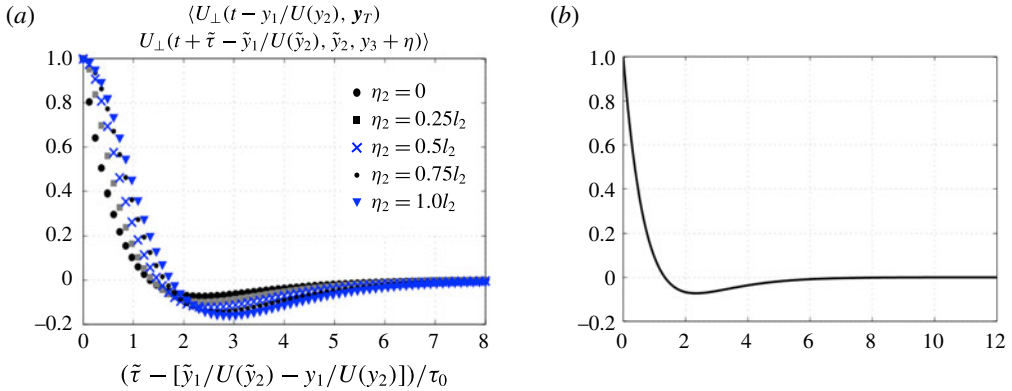 (a)
⟨U⊥(t − y1/U(y2), yT)
U⊥(t + τ̃ − ỹ1/U(ỹ2), ỹ2, y3 + η)⟩
1.0
0.8
0.6
0.4
0.2
0
−0.2
η2 = 0
η2 = 0.25l2
η2 = 0.5l2
η2 = 0.75l2
η2 = 1.0l2
0 1 2 3 4 5 6 7 8
(τ̃ − [ỹ1/U(ỹ2) − y1/U(y2)])/τ0
(b)
1.0
0.8
0.6
0.4
0.2
0
−0.2
0 2 4 6 8 10 12